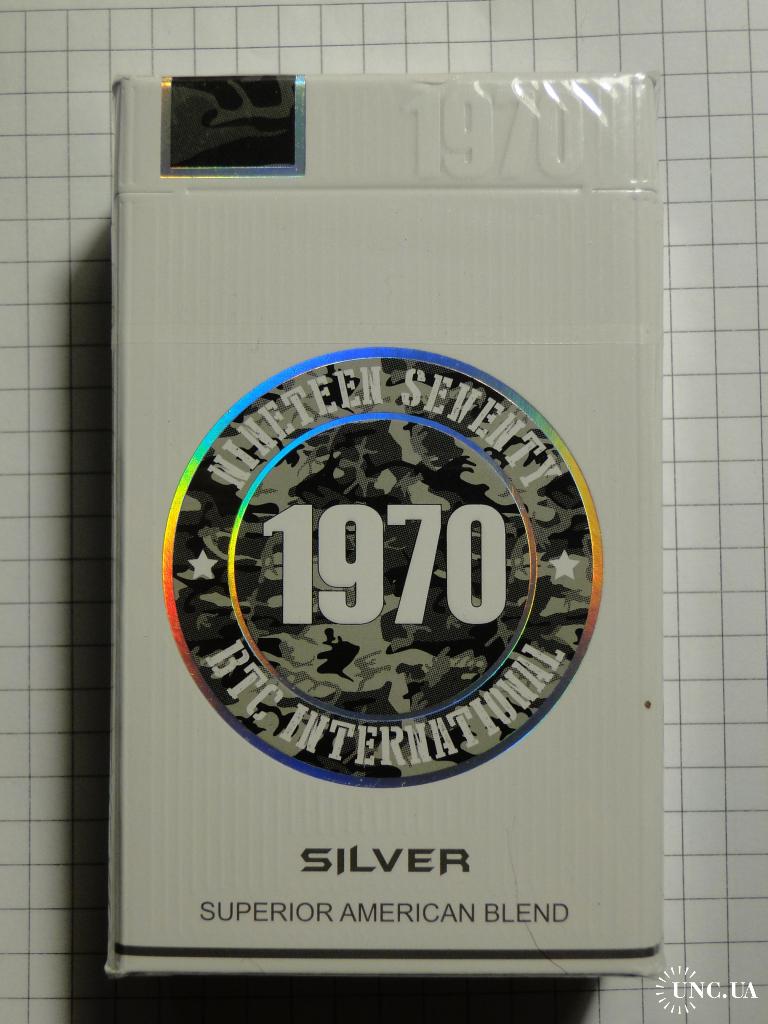 1970
NINETEEN SEVENTY
1970
BTC INTERNATIONAL
SILVER
SUPERIOR AMERICAN BLEND
UNC.UA